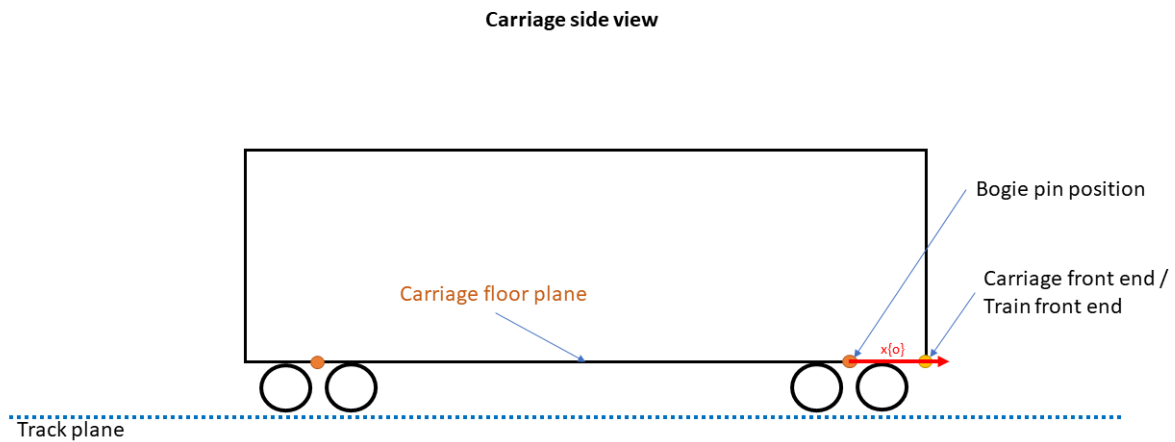 Carriage side view
Bogie pin position
Carriage front end /
Train front end
Carriage floor plane
x{o}
Track plane